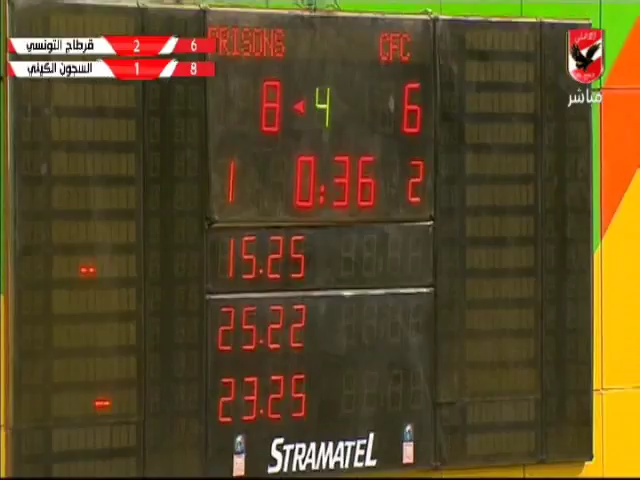 قرطاج التونسي 2 6
السجون الكيني 1 8
PRISONS CFC
8 4 6
1 0:36 2
15.25
25.22
23.25
STRAMATEL
مباشر